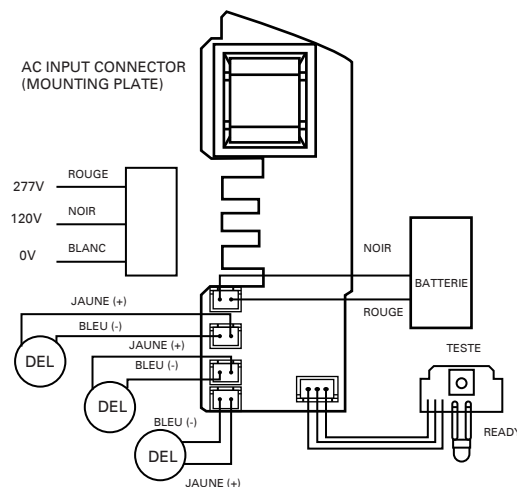 AC INPUT CONNECTOR
(MOUNTING PLATE)
277V
ROUGE
120V
NOIR
0V
BLANC
NOIR
BATTERIE
ROUGE
JAUNE (+)
BLEU (-)
DEL
JAUNE (+)
BLEU (-)
DEL
TESTE
READY
BLEU (-)
DEL
JAUNE (+)